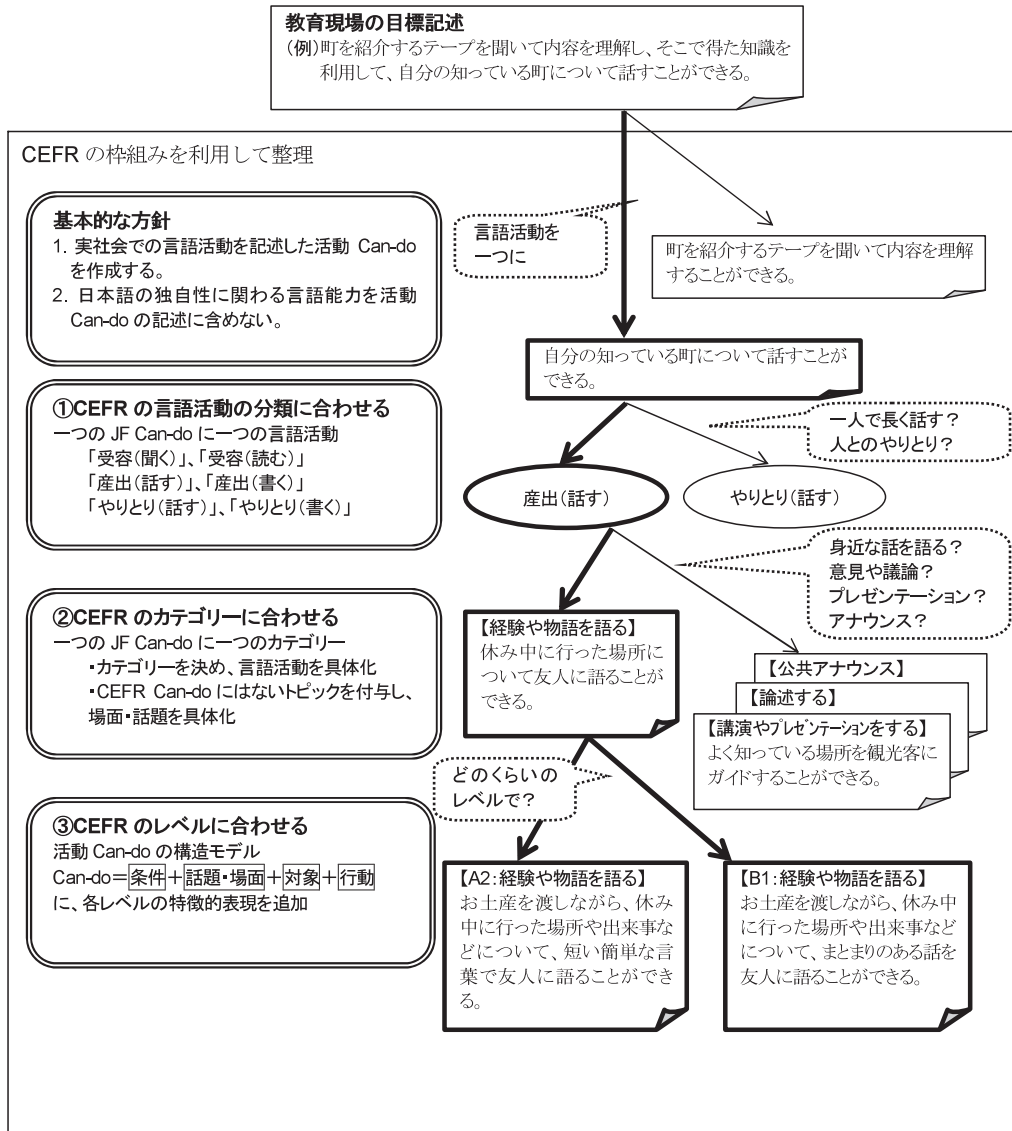 教育現場の目標記述
(例)町を紹介するテープを聞いて内容を理解し、そこで得た知識を
利用して、自分の知っている町について話すことができる。
CEFR の枠組みを利用して整理
基本的な方針
1. 実社会での言語活動を記述した活動 Can-do
を作成する。
2. 日本語の独自性に関わる言語能力を活動
Can-do の記述に含めない。
言語活動を
一つに
町を紹介するテープを聞いて内容を理解
することができる。
自分の知っている町について話すことが
できる。
①CEFR の言語活動の分類に合わせる
一つの JF Can-do に一つの言語活動
「受容(聞く)」、「受容(読む)」
「産出(話す)」、「産出(書く)」
「やりとり(話す)」、「やりとり(書く)」
一人で長く話す?
人とのやりとり?
産出(話す)
やりとり(話す)
身近な話を語る?
意見や議論?
プレゼンテーション?
アナウンス?
②CEFR のカテゴリーに合わせる
一つの JF Can-do に一つのカテゴリー
・カテゴリーを決め、言語活動を具体化
・CEFR Can-do にはないトピックを付与し、
場面・話題を具体化
【経験や物語を語る】
休み中に行った場所に
ついて友人に語ることが
できる。
【公共アナウンス】
【論述する】
【講演やプレゼンテーションをする】
よく知っている場所を観光客に
ガイドすることができる。
どのくらいの
レベルで?
③CEFR のレベルに合わせる
活動 Can-do の構造モデル
Can-do=条件+話題・場面+対象+行動
に、各レベルの特徴的表現を追加
【A2:経験や物語を語る】
お土産を渡しながら、休み
中に行った場所や出来事な
どについて、短い簡単な言
葉で友人に語ることができ
る。
【B1:経験や物語を語る】
お土産を渡しながら、休み中
に行った場所や出来事など
について、まとまりのある話を
友人に語ることができる。